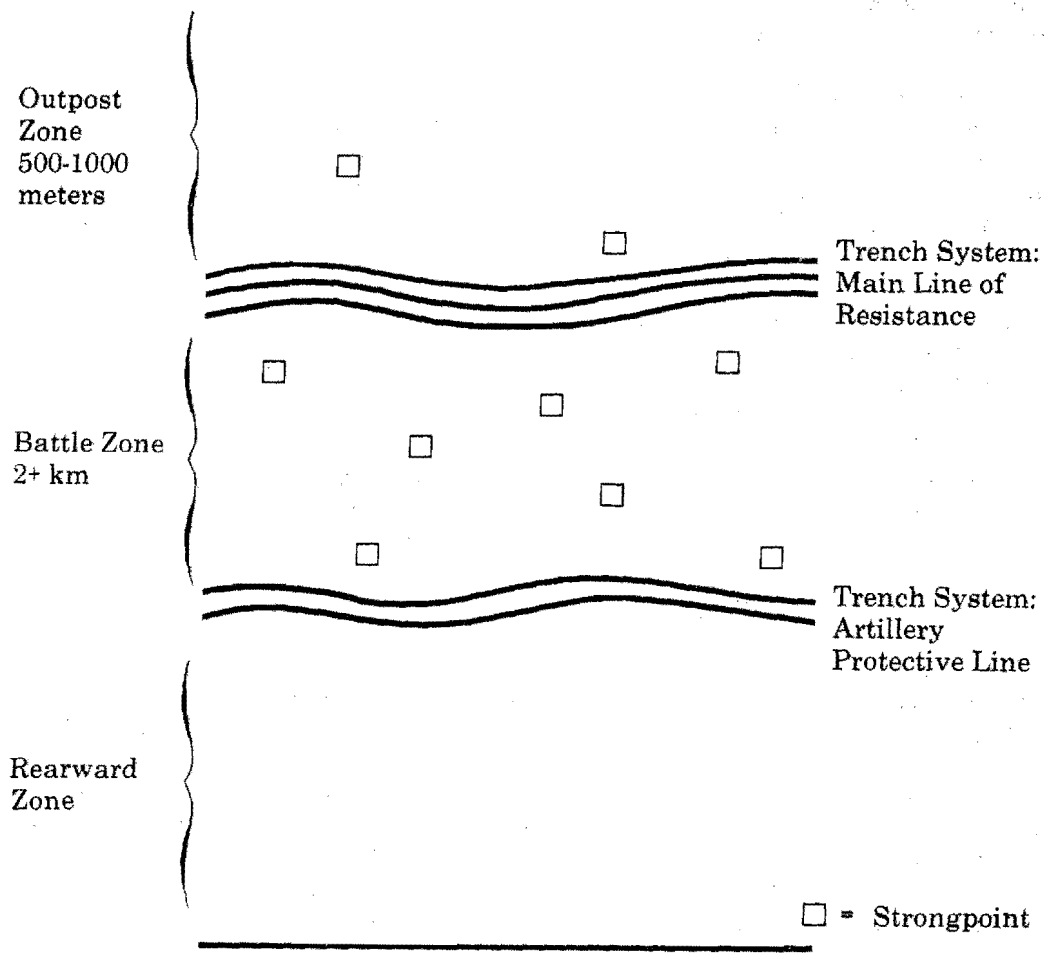 Outpost
Zone
500-1000
meters
Trench System:
Main Line of
Resistance
Battle Zone
2+ km
Trench System:
Artillery
Protective Line
Rearward
Zone
= Strongpoint